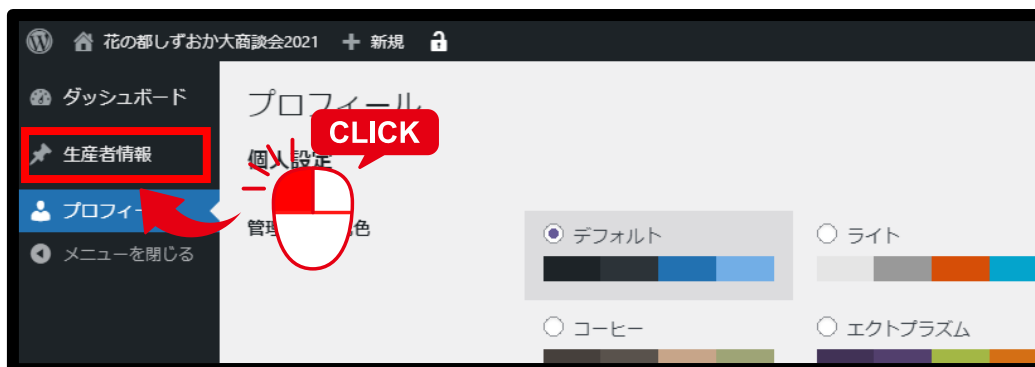 花の都しずおか大商談会2021 新規
ダッシュボード
生産者情報
プロフィー
メニューを閉じる
プロフィール
CLICK
個人設定
管理 色
デフォルト
ライト
コーヒー
エクトプラズム